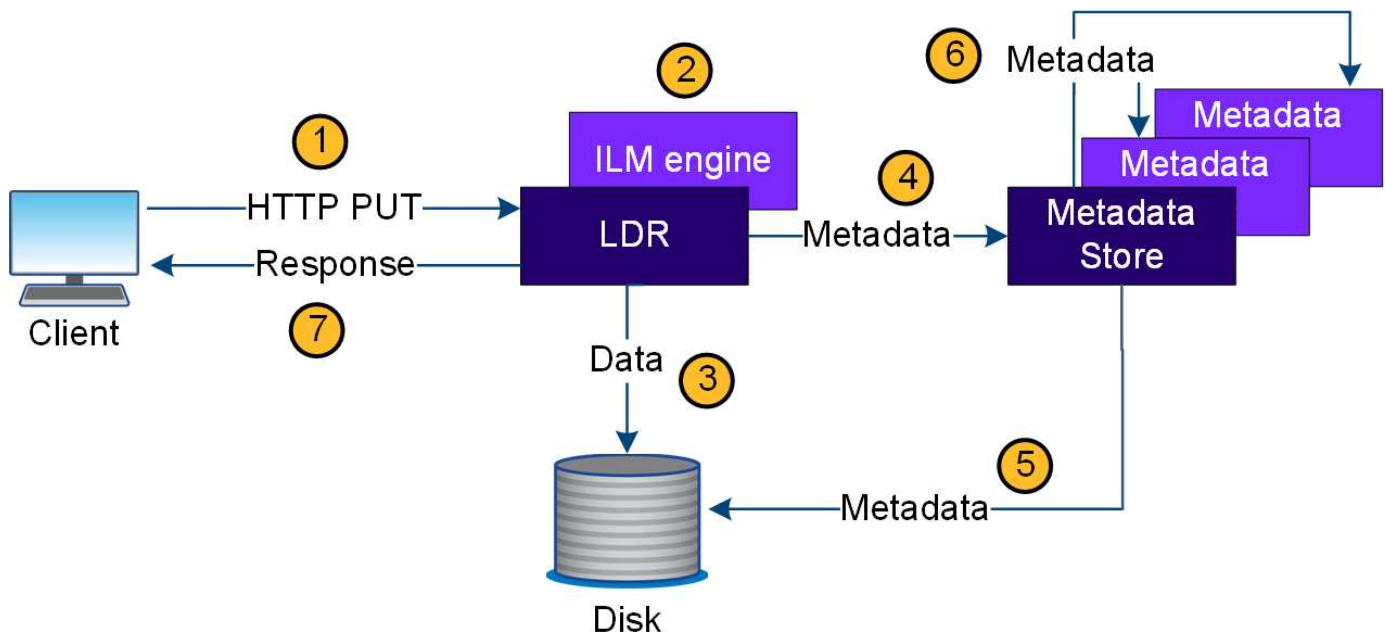 6
Metadata
2
Metadata
1
ILM engine
Metadata
4
HTTP PUT
LDR
Metadata
Metadata
Store
Response
Client
7
Data
3
5
Metadata
Disk